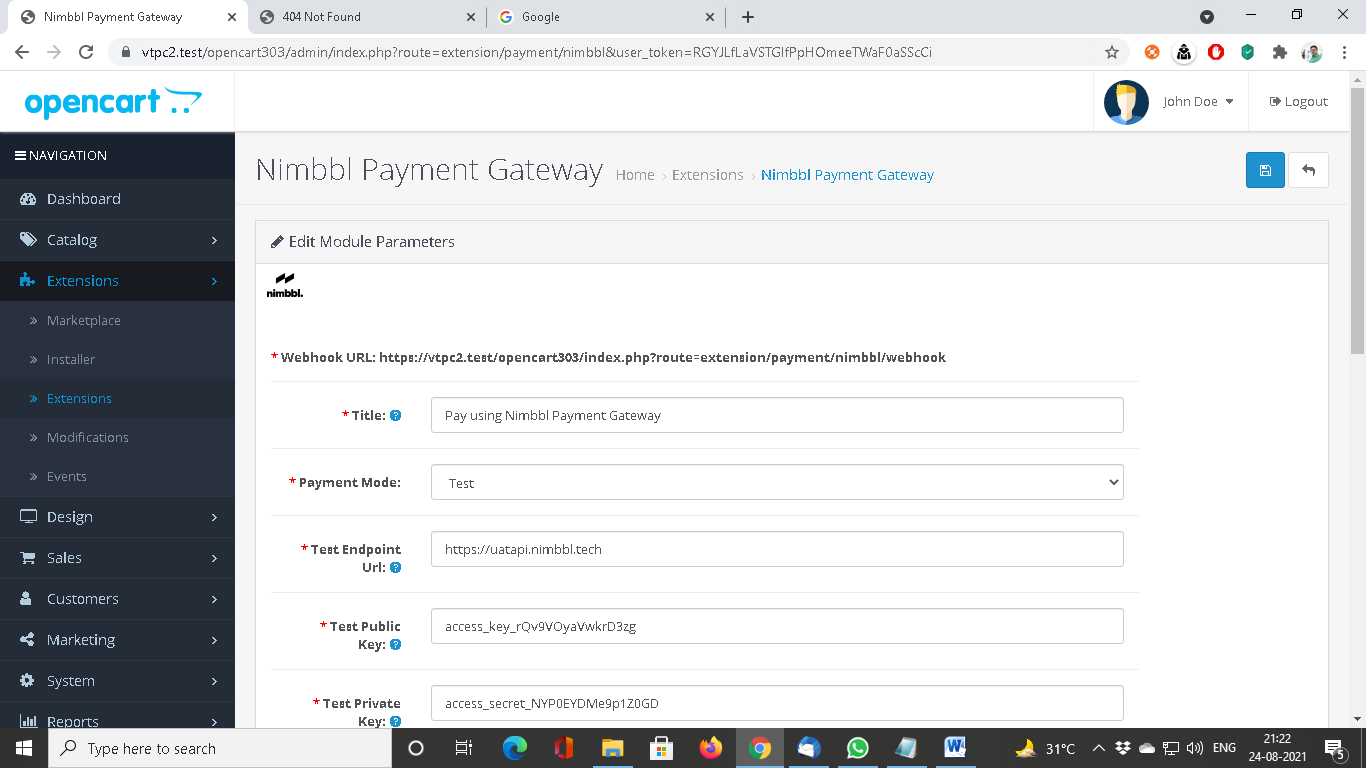 Nimbbl Payment Gateway
404 Not Found
Google
vtpc2.test/opencart303/admin/index.php?route=extension/payment/nimbbl&user_token=RGYJLfLaVSTGIfPpHOmeeTWaF0aSScCi
opencart
John Doe
Logout
NAVIGATION
Dashboard
Catalog
Extensions
Marketplace
Installer
Extensions
Modifications
Events
Design
Sales
Customers
Marketing
System
Reports
Nimbbl Payment Gateway
Home › Extensions › Nimbbl Payment Gateway
Edit Module Parameters
nimbbl.
* Webhook URL: https://vtpc2.test/opencart303/index.php?route=extension/payment/nimbbl/webhook
* Title: Pay using Nimbbl Payment Gateway
* Payment Mode: Test
* Test Endpoint Url: https://uatapi.nimbbl.tech
* Test Public Key: access_key_rQv9VOyaVwkrD3zg
* Test Private Key: access_secret_NYP0EYDMe9p1Z0GD
Type here to search
31°C
ENG
21:22
24-08-2021
5